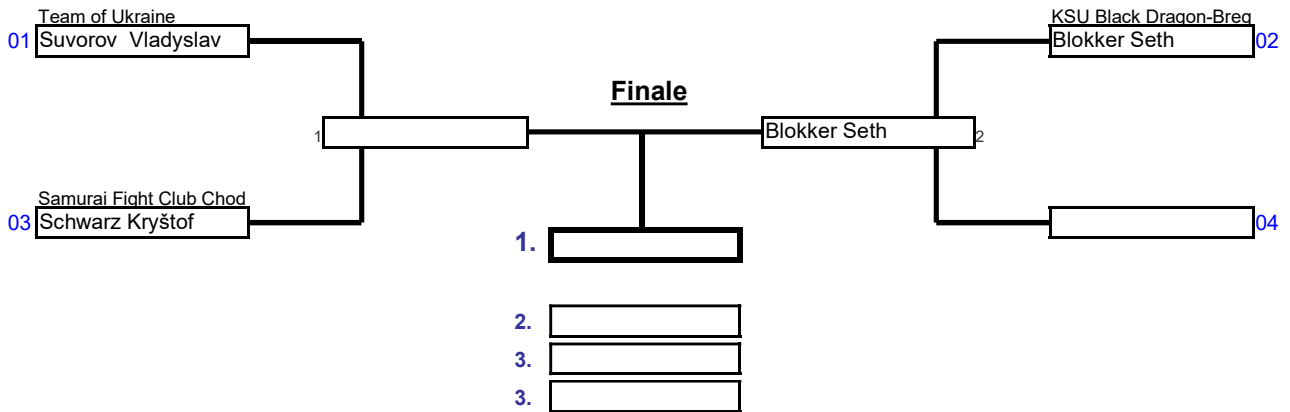 Team of Ukraine
KSU Black Dragon-Breg
01 Suvorov  Vladyslav
Blokker Seth 02
Finale
1
Blokker Seth 2
Samurai Fight Club Chod
03 Schwarz Kryštof
04
1.
2.
3.
3.